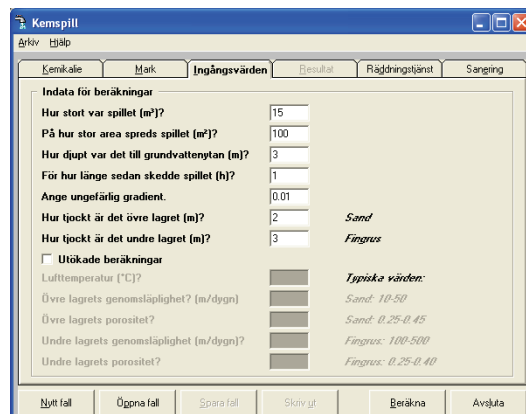 Kemspill
Arkiv Hjälp
Kemikalie Mark Ingångsvärden Resultat Räddningstjänst Sanering
Indata för beräkningar
Hur stort var spillet (m³)? 15
På hur stor area spreds spillet (m²)? 100
Hur djupt var det till grundvattenytan (m)? 3
För hur länge sedan skedde spillet (h)? 1
Ange ungefärlig gradient. 0.01
Hur tjockt är det övre lagret (m)? 2 Sand
Hur tjockt är det undre lagret (m)? 3 Fingrus
Utökade beräkningar
Lufttemperatur (°C)? Typiska värden:
Övre lagrets genomsläplighet? (m/dygn) Sand: 10-50
Övre lagrets porositet? Sand: 0.25-0.45
Undre lagrets genomsläplighet (m/dygn)? Fingrus: 100-500
Undre lagrets porositet? Fingrus: 0.25-0.40
Nytt fall Öppna fall Spara fall Skriv ut Beräkna Avsluta